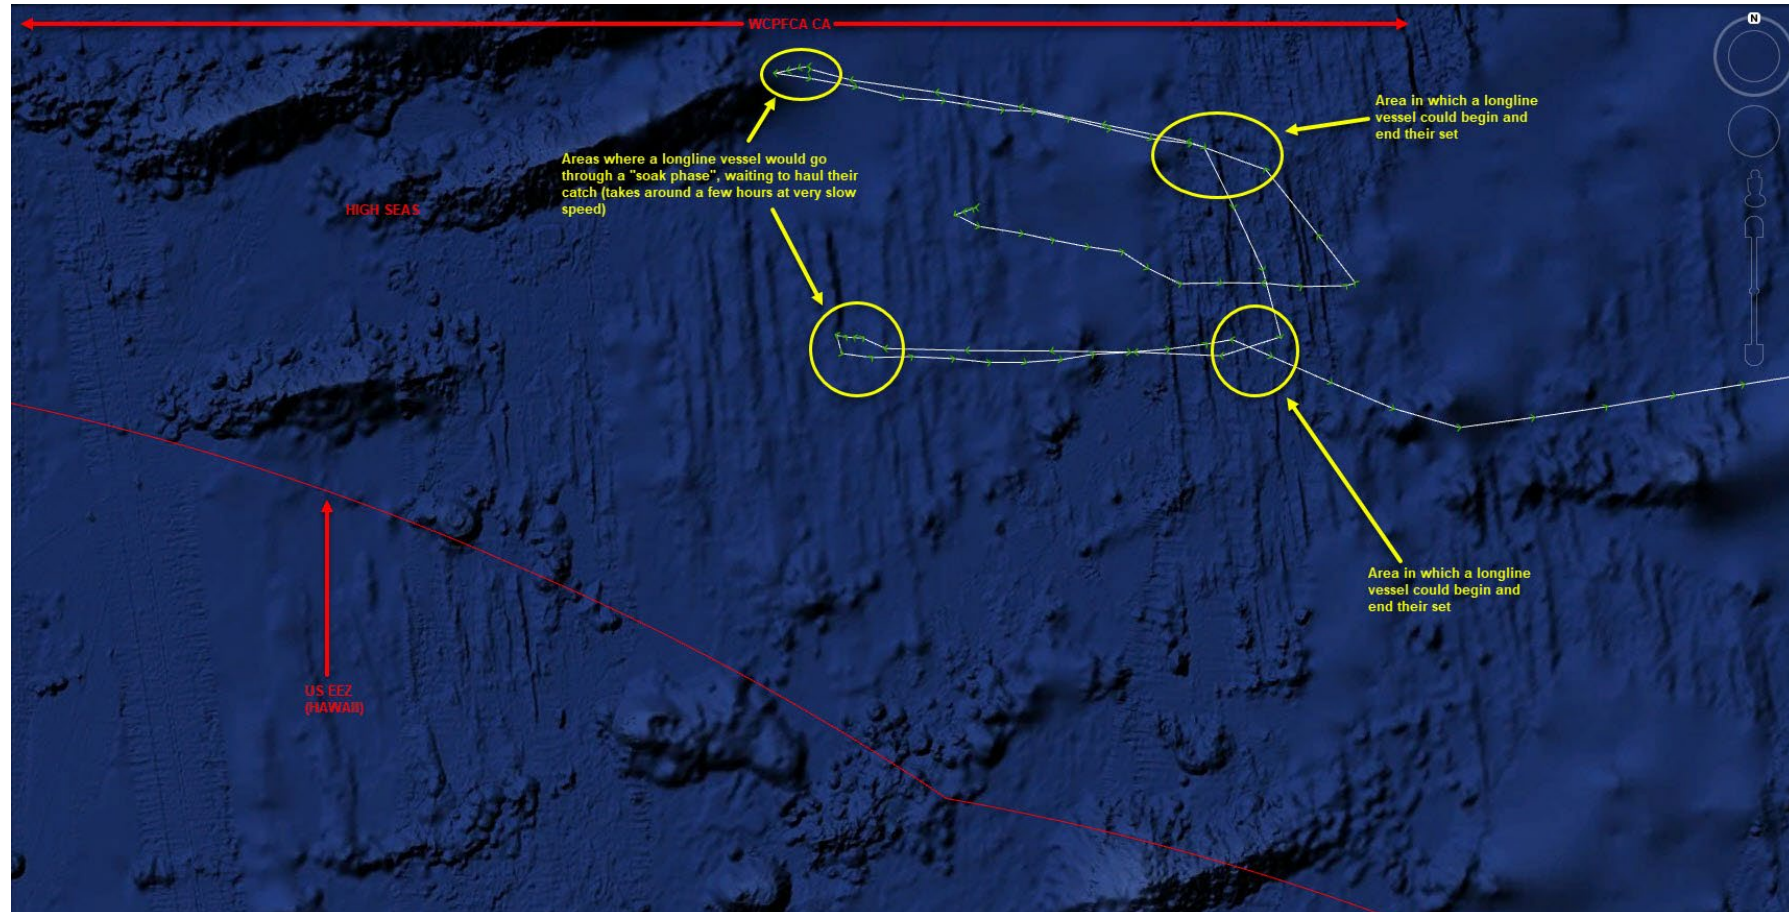 WCPFCA CA
N
Area in which a longline
vessel could begin and
end their set
Areas where a longline vessel would go
through a "soak phase", waiting to haul their
catch (takes around a few hours at very slow
speed)
HIGH SEAS
Area in which a longline
vessel could begin and
end their set
US EEZ
(HAWAII)